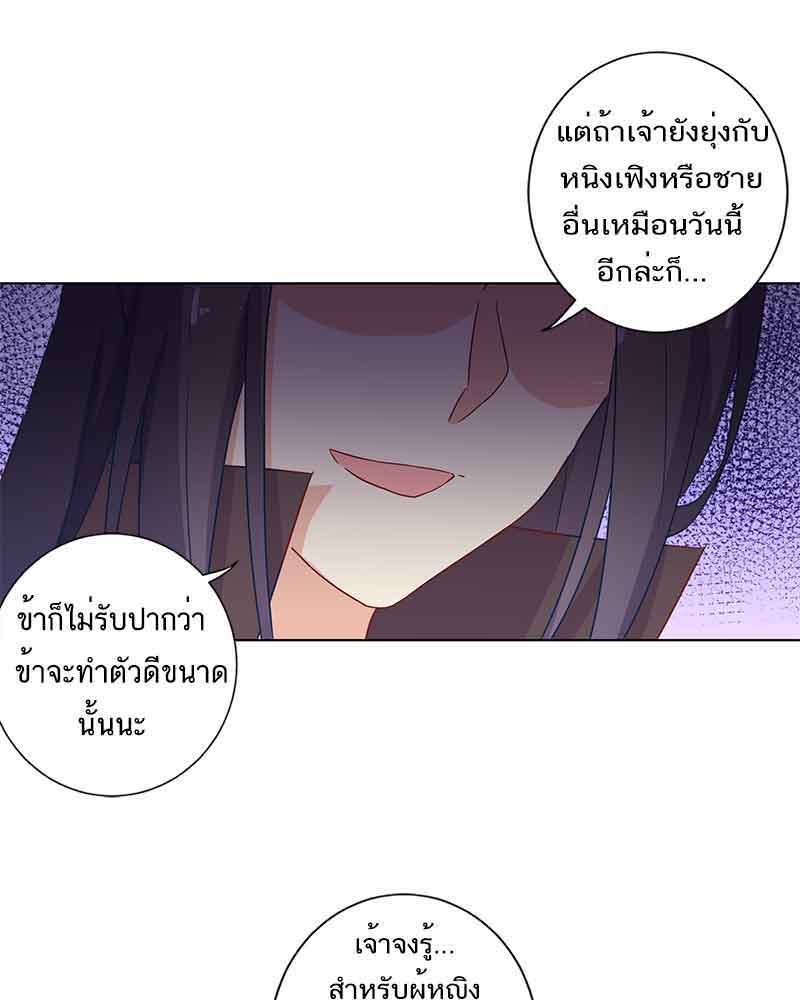 แต่ถ้าเจ้ายังยุ่งกับ
หนิงเฟิงหรือชาย
อื่นเหมือนวันนี้
อีกล่ะก็...
ข้าก็ไม่รับปากว่า
ข้าจะทำตัวดีขนาด
นั้นนะ
เจ้าจงรู้...
สำหรับผู้หญิง